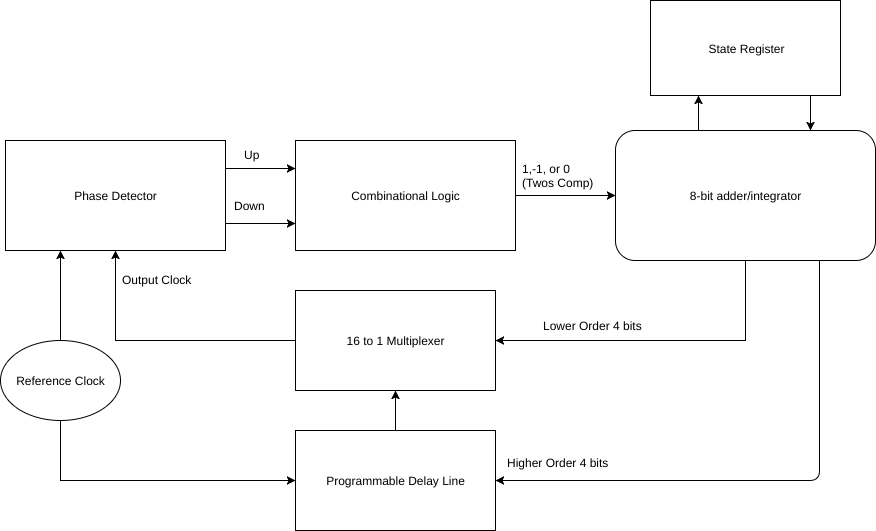 State Register
Up
Phase Detector
Down
Combinational Logic
1,-1, or 0
(Twos Comp)
8-bit adder/integrator
Output Clock
16 to 1 Multiplexer
Lower Order 4 bits
Reference Clock
Programmable Delay Line
Higher Order 4 bits